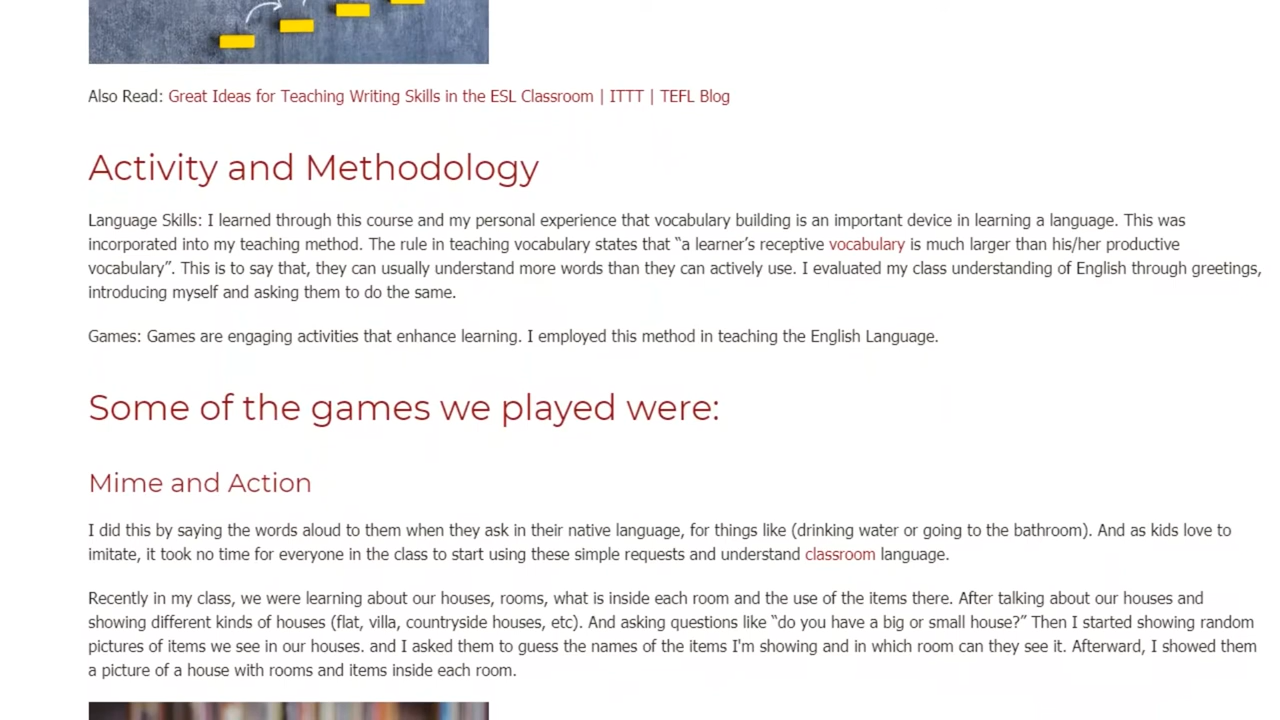 Also Read: Great Ideas for Teaching Writing Skills in the ESL Classroom | ITTT | TEFL Blog
Activity and Methodology
Language Skills: I learned through this course and my personal experience that vocabulary building is an important device in learning a language. This was
incorporated into my teaching method. The rule in teaching vocabulary states that “a learner’s receptive vocabulary is much larger than his/her productive
vocabulary”. This is to say that, they can usually understand more words than they can actively use. I evaluated my class understanding of English through greetings,
introducing myself and asking them to do the same.
Games: Games are engaging activities that enhance learning. I employed this method in teaching the English Language.
Some of the games we played were:
Mime and Action
I did this by saying the words aloud to them when they ask in their native language, for things like (drinking water or going to the bathroom). And as kids love to
imitate, it took no time for everyone in the class to start using these simple requests and understand classroom language.
Recently in my class, we were learning about our houses, rooms, what is inside each room and the use of the items there. After talking about our houses and
showing different kinds of houses (flat, villa, countryside houses, etc). And asking questions like “do you have a big or small house?” Then I started showing random
pictures of items we see in our houses. and I asked them to guess the names of the items I'm showing and in which room can they see it. Afterward, I showed them
a picture of a house with rooms and items inside each room.